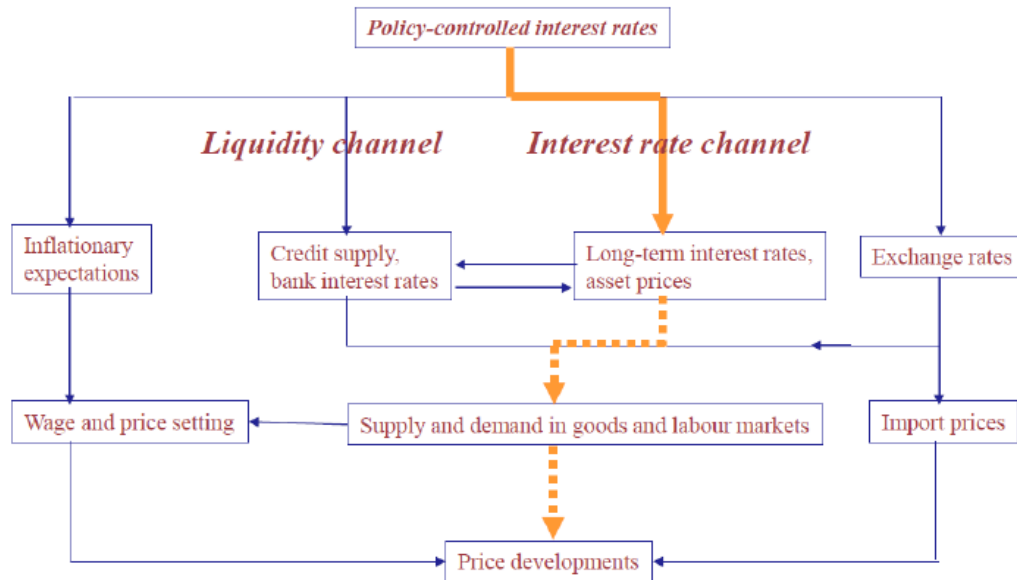 Policy-controlled interest rates
Liquidity channel
Interest rate channel
Inflationary
expectations
Credit supply,
bank interest rates
Long-term interest rates,
asset prices
Exchange rates
Wage and price setting
Supply and demand in goods and labour markets
Import prices
Price developments